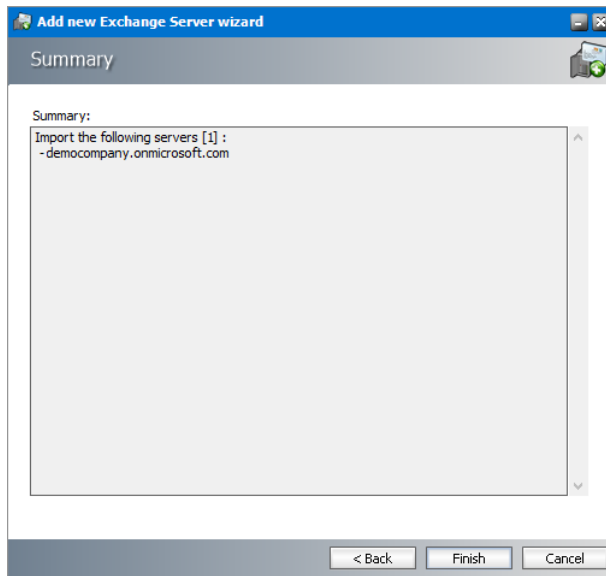 Add new Exchange Server wizard
Summary
Summary:
Import the following servers [1] :
-democompany.onmicrosoft.com
< Back
Finish
Cancel